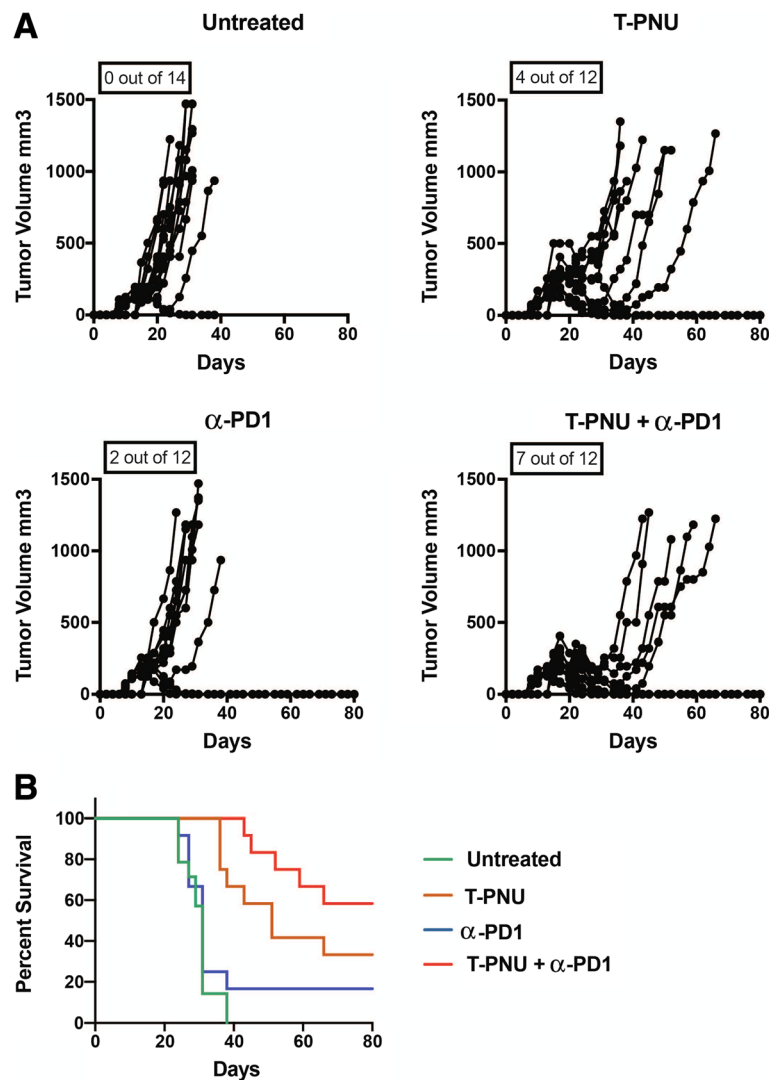 A
Untreated
0 out of 14
1500
1000
500
0
Tumor Volume mm3
0 20 40 60 80
Days
T-PNU
4 out of 12
1500
1000
500
0
Tumor Volume mm3
0 20 40 60 80
Days
α-PD1
2 out of 12
1500
1000
500
0
Tumor Volume mm3
0 20 40 60 80
Days
T-PNU + α-PD1
7 out of 12
1500
1000
500
0
Tumor Volume mm3
0 20 40 60 80
Days
B
100
80
60
40
20
0
Percent Survival
0 20 40 60 80
Days
Untreated
T-PNU
α-PD1
T-PNU + α-PD1